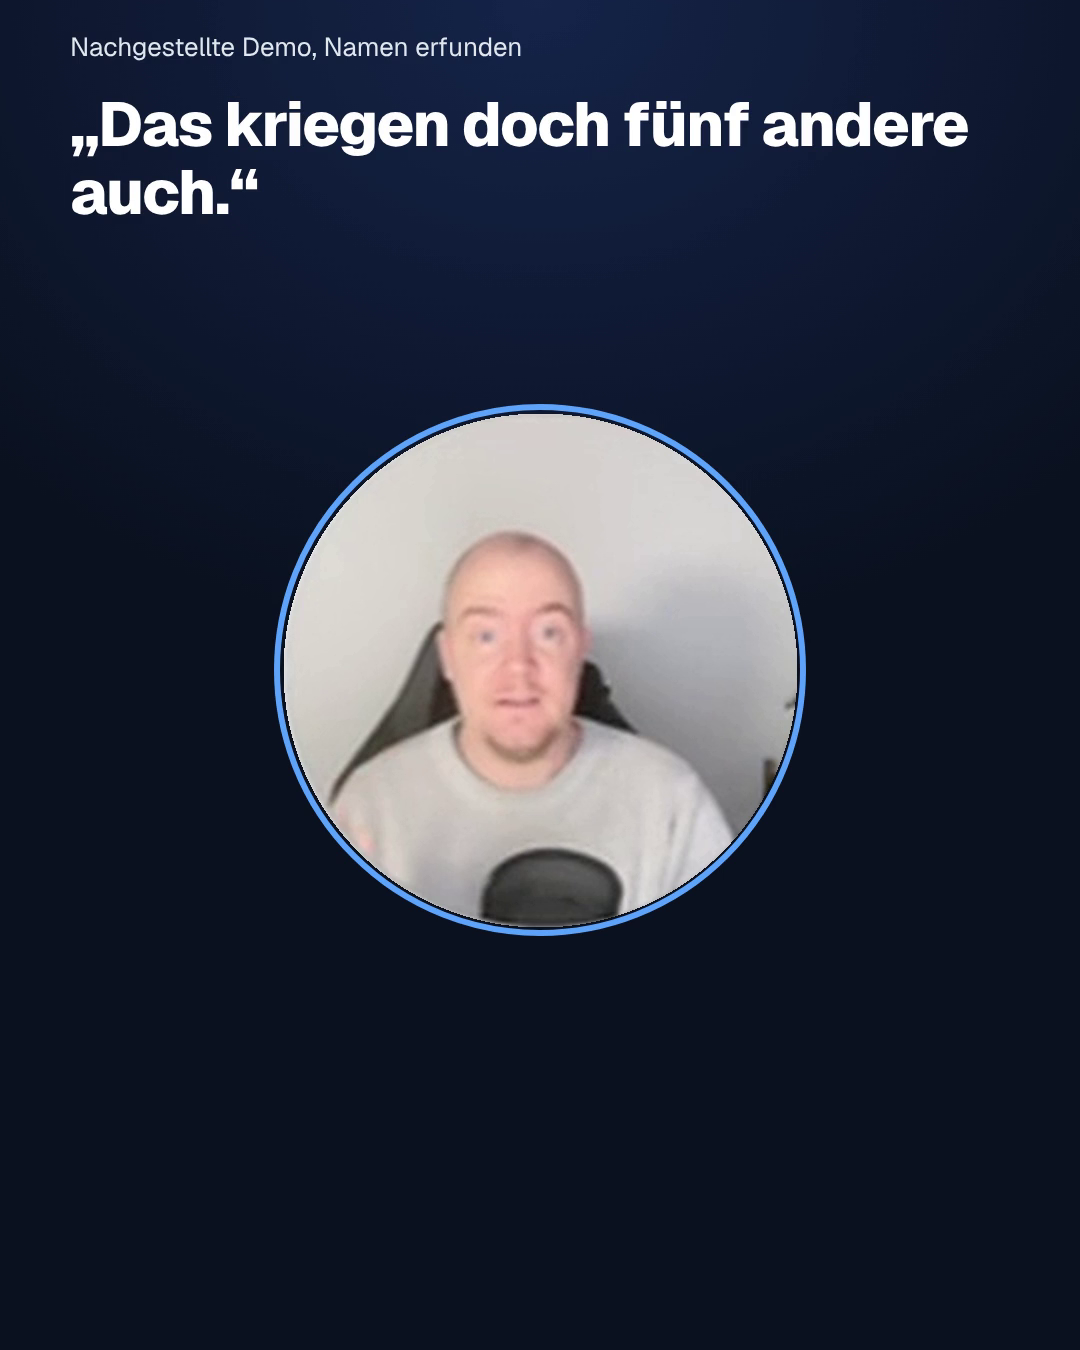 Nachgestellte Demo, Namen erfunden
„Das kriegen doch fünf andere
auch.“